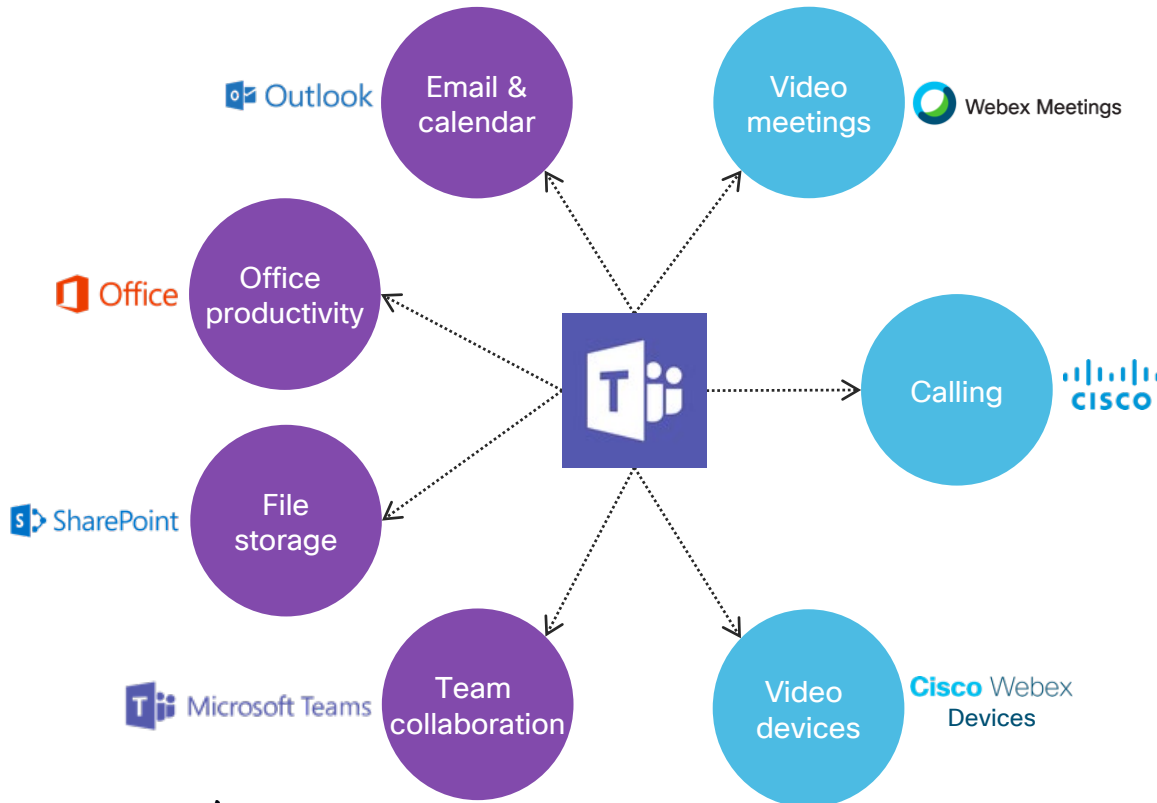 Outlook
Email &
calendar
Video
meetings
Webex Meetings
Office
Office
productivity
T
Calling
CISCO
S
SharePoint
File
storage
T
Microsoft Teams
Team
collaboration
Video
devices
Cisco Webex
Devices